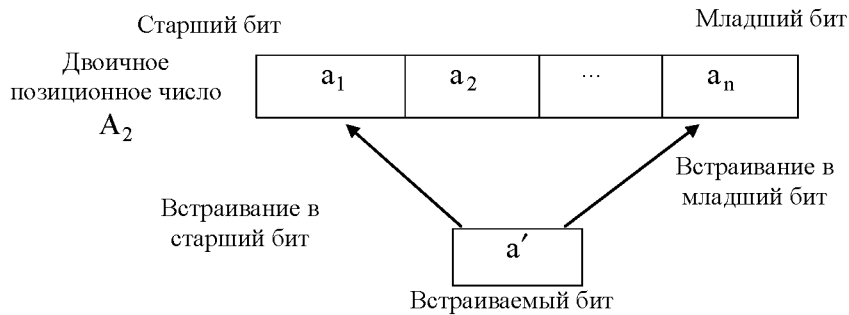 Старший бит
Младший бит
Двоичное
позиционное число
A₂
a₁ a₂ ... aₙ
Встраивание в
младший бит
Встраивание в
старший бит
a′
Встраиваемый бит